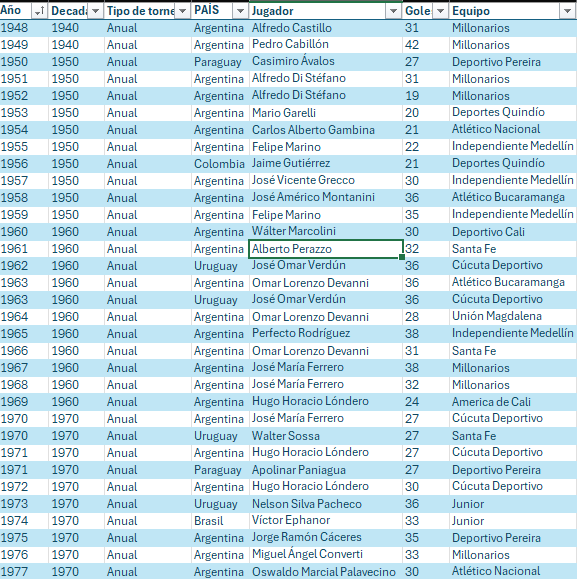 Año Decad Tipo de torne PAÍS Jugador Gole Equipo
1948 1940 Anual Argentina Alfredo Castillo 31 Millonarios
1949 1940 Anual Argentina Pedro Cabillón 42 Millonarios
1950 1950 Anual Paraguay Casimiro Ávalos 27 Deportivo Pereira
1951 1950 Anual Argentina Alfredo Di Stéfano 31 Millonarios
1952 1950 Anual Argentina Alfredo Di Stéfano 19 Millonarios
1953 1950 Anual Argentina Mario Garelli 20 Deportes Quindío
1954 1950 Anual Argentina Carlos Alberto Gambina 21 Atlético Nacional
1955 1950 Anual Argentina Felipe Marino 22 Independiente Medellín
1956 1950 Anual Colombia Jaime Gutiérrez 21 Deportes Quindío
1957 1950 Anual Argentina José Vicente Grecco 30 Independiente Medellín
1958 1950 Anual Argentina José Américo Montanini 36 Atlético Bucaramanga
1959 1950 Anual Argentina Felipe Marino 35 Independiente Medellín
1960 1960 Anual Argentina Wálter Marcolini 30 Deportivo Cali
1961 1960 Anual Argentina Alberto Perazzo 32 Santa Fe
1962 1960 Anual Uruguay José Omar Verdún 36 Cúcuta Deportivo
1963 1960 Anual Argentina Omar Lorenzo Devanni 36 Atlético Bucaramanga
1963 1960 Anual Uruguay José Omar Verdún 36 Cúcuta Deportivo
1964 1960 Anual Argentina Omar Lorenzo Devanni 28 Unión Magdalena
1965 1960 Anual Argentina Perfecto Rodríguez 38 Independiente Medellín
1966 1960 Anual Argentina Omar Lorenzo Devanni 31 Santa Fe
1967 1960 Anual Argentina José María Ferrero 38 Millonarios
1968 1960 Anual Argentina José María Ferrero 32 Millonarios
1969 1960 Anual Argentina Hugo Horacio Lóndero 24 America de Cali
1970 1970 Anual Argentina José María Ferrero 27 Cúcuta Deportivo
1970 1970 Anual Uruguay Walter Sossa 27 Santa Fe
1971 1970 Anual Argentina Hugo Horacio Lóndero 27 Cúcuta Deportivo
1971 1970 Anual Paraguay Apolinar Paniagua 27 Deportivo Pereira
1972 1970 Anual Argentina Hugo Horacio Lóndero 30 Cúcuta Deportivo
1973 1970 Anual Uruguay Nelson Silva Pacheco 36 Junior
1974 1970 Anual Brasil Víctor Ephanor 33 Junior
1975 1970 Anual Argentina Jorge Ramón Cáceres 35 Deportivo Pereira
1976 1970 Anual Argentina Miguel Ángel Converti 33 Millonarios
1977 1970 Anual Argentina Oswaldo Marcial Palavecino 30 Atlético Nacional